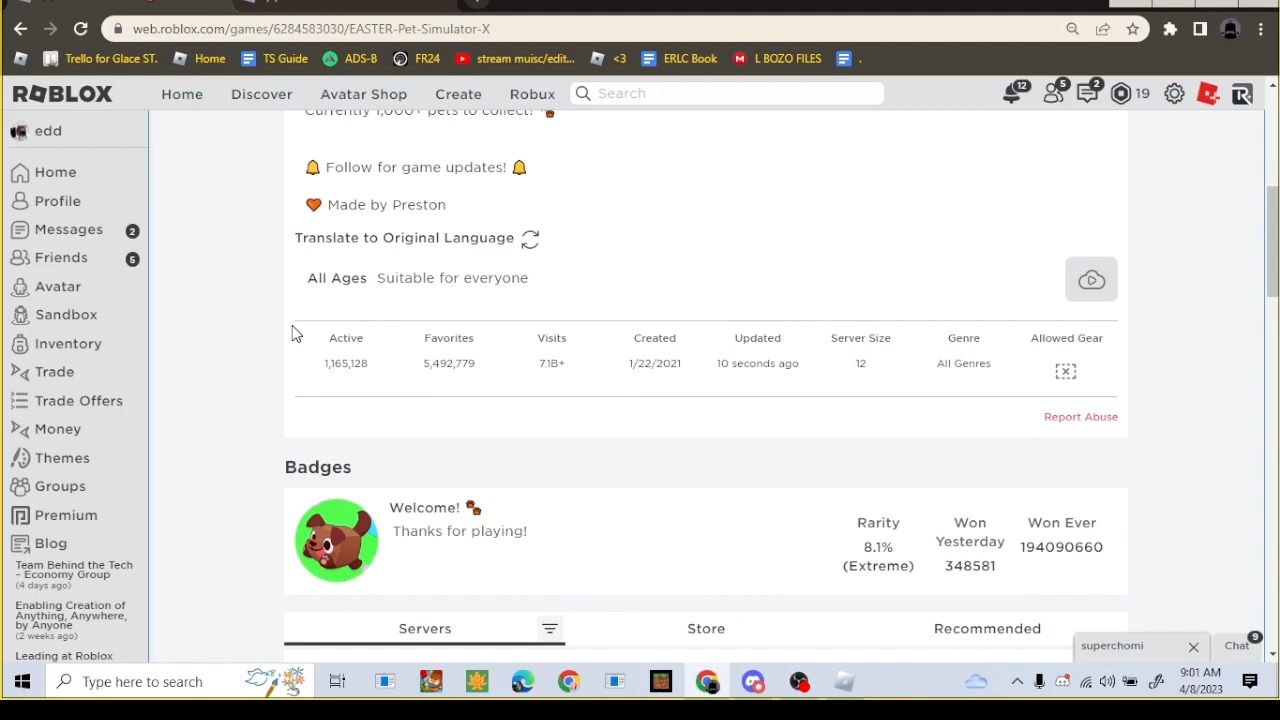 web.roblox.com/games/6284583030/EASTER-Pet-Simulator-X
Trello for Glace ST. Home TS Guide ADS-B FR24 stream muisc/edit... <3 ERLC Book L BOZO FILES .
ROBLOX Home Discover Avatar Shop Create Robux Search 12 5 2 19
edd
Home
Profile
Messages 2
Friends 5
Avatar
Sandbox
Inventory
Trade
Trade Offers
Money
Themes
Groups
Premium
Blog
Team Behind the Tech
– Economy Group
(4 days ago)
Enabling Creation of
Anything, Anywhere,
by Anyone
(2 weeks ago)
Leading at Roblox
Currently 1,000+ pets to collect!
🔔 Follow for game updates! 🔔
🧡 Made by Preston
Translate to Original Language
All Ages Suitable for everyone
Active Favorites Visits Created Updated Server Size Genre Allowed Gear
1,165,128 5,492,779 7.1B+ 1/22/2021 10 seconds ago 12 All Genres
Report Abuse
Badges
Welcome!
Thanks for playing!
Rarity Won Yesterday Won Ever
8.1% (Extreme) 348581 194090660
Servers Store Recommended
superchomi Chat 9
Type here to search
9:01 AM
4/8/2023